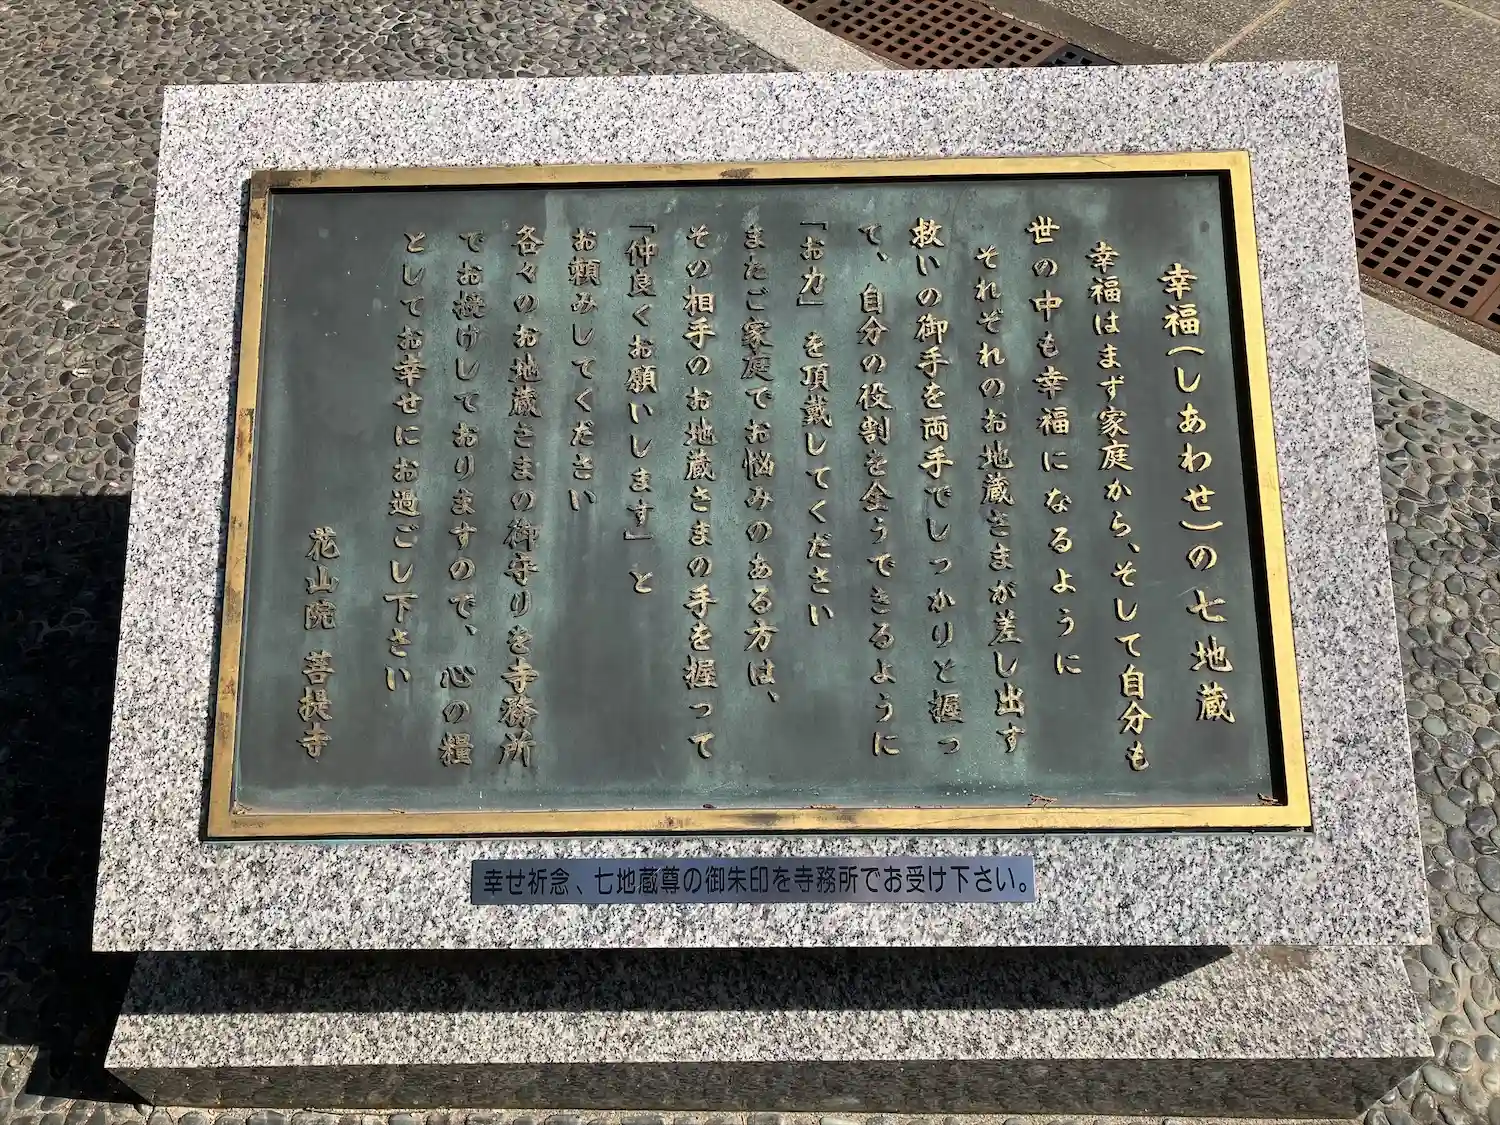 幸福(しあわせ)の七地蔵
幸福はまず家庭から、そして自分も
世の中も幸福になるように
それぞれのお地蔵さまが差し出す
救いの御手を両手でしっかりと握っ
て、自分の役割を全うできるように
「お力」を頂戴してください
またご家庭でお悩みのある方は、
その相手のお地蔵さまの手を握って
「仲良くお願いします」と
お頼みしてください
各々のお地蔵さまの御守りを寺務所
でお授けしておりますので、心の糧
としてお幸せにお過ごし下さい
花山院 菩提寺
幸せ祈念、七地蔵尊の御朱印を寺務所でお受け下さい。